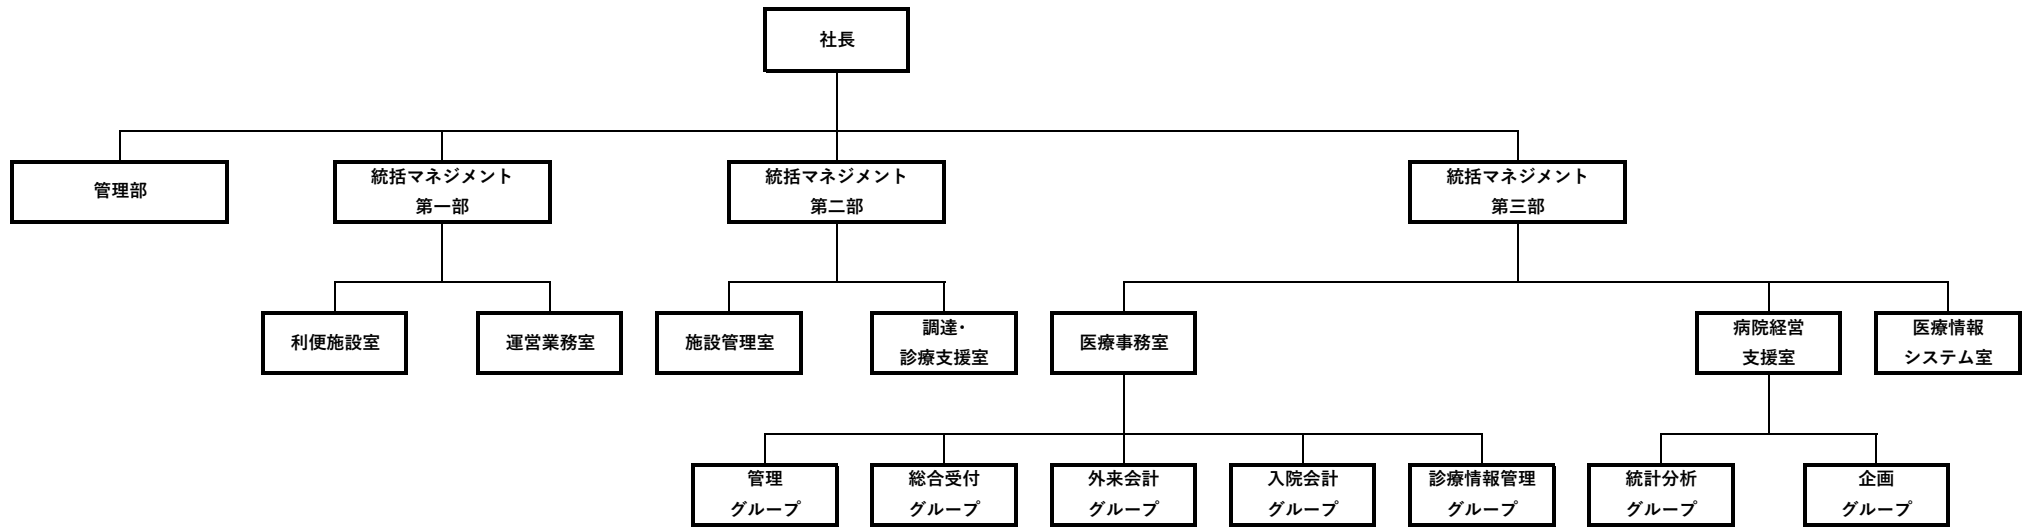 社長
管理部
統括マネジメント
第一部
統括マネジメント
第二部
統括マネジメント
第三部
利便施設室
運営業務室
施設管理室
調達・
診療支援室
医療事務室
病院経営
支援室
医療情報
システム室
管理
グループ
総合受付
グループ
外来会計
グループ
入院会計
グループ
診療情報管理
グループ
統計分析
グループ
企画
グループ